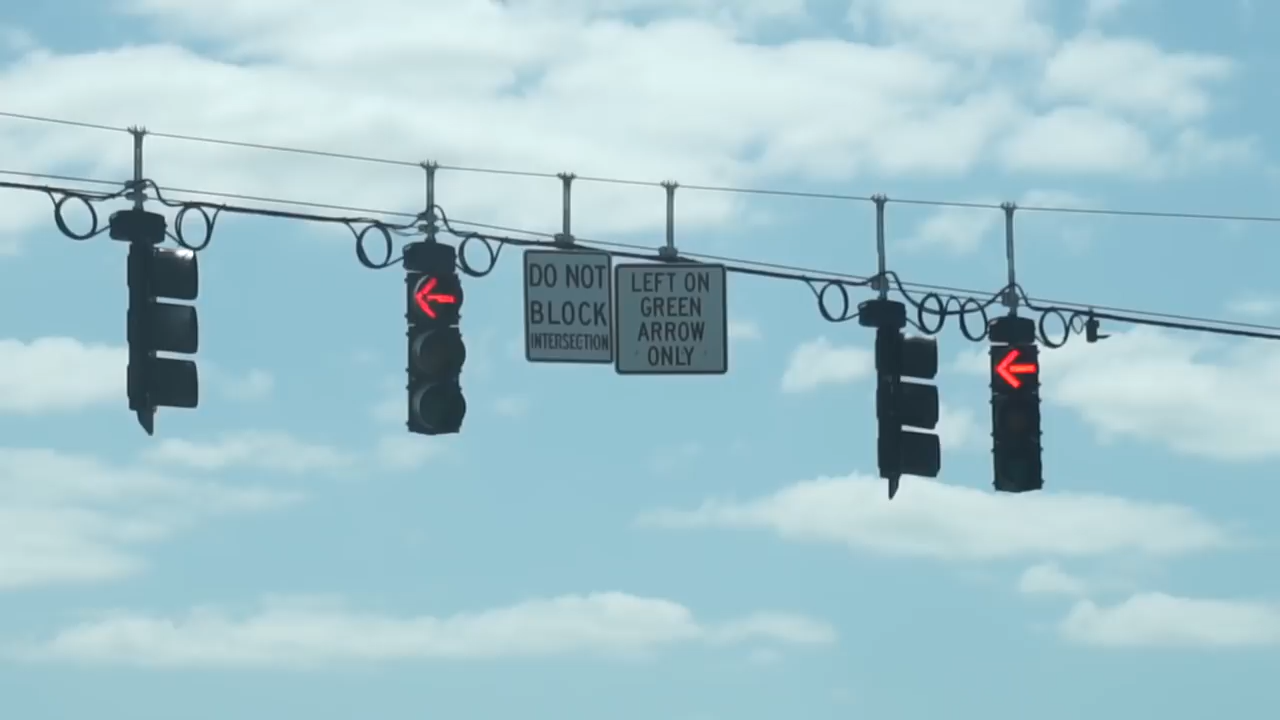 DO NOT
BLOCK
INTERSECTION
LEFT ON
GREEN
ARROW
ONLY